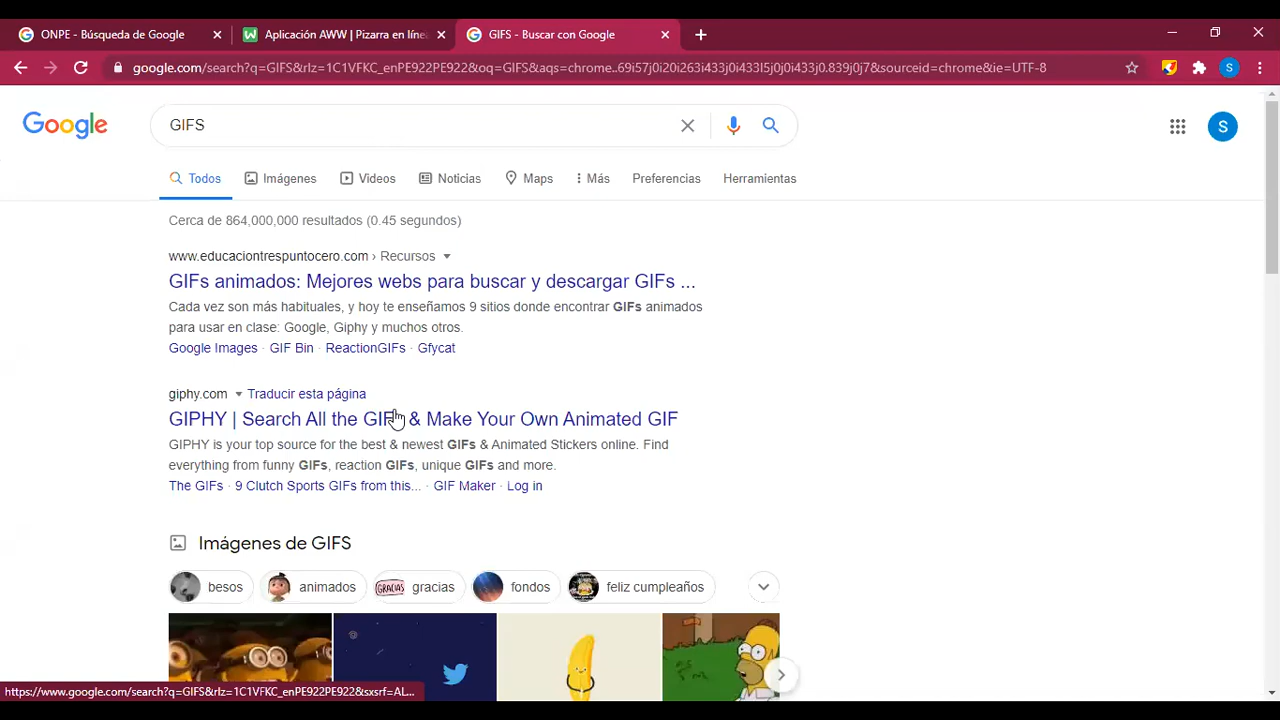 ONPE - Búsqueda de Google
Aplicación AWW | Pizarra en líne
GIFS - Buscar con Google
google.com/search?q=GIFS&rlz=1C1VFKC_enPE922PE922&oq=GIFS&aqs=chrome..69i57j0i20i263i433j0i433l5j0j0i433j0.839j0j7&sourceid=chrome&ie=UTF-8
S
Google
GIFS
S
Todos
Imágenes
Videos
Noticias
Maps
Más
Preferencias
Herramientas
Cerca de 864,000,000 resultados (0.45 segundos)
www.educaciontrespuntocero.com › Recursos
GIFs animados: Mejores webs para buscar y descargar GIFs ...
Cada vez son más habituales, y hoy te enseñamos 9 sitios donde encontrar GIFs animados
para usar en clase: Google, Giphy y muchos otros.
Google Images · GIF Bin · ReactionGIFs · Gfycat
giphy.com Traducir esta página
GIPHY | Search All the GIFs & Make Your Own Animated GIF
GIPHY is your top source for the best & newest GIFs & Animated Stickers online. Find
everything from funny GIFs, reaction GIFs, unique GIFs and more.
The GIFs · 9 Clutch Sports GIFs from this... · GIF Maker · Log in
Imágenes de GIFS
besos
animados
GRACIAS
gracias
fondos
feliz cumpleaños
https://www.google.com/search?q=GIFS&rlz=1C1VFKC_enPE922PE922&sxsrf=AL...